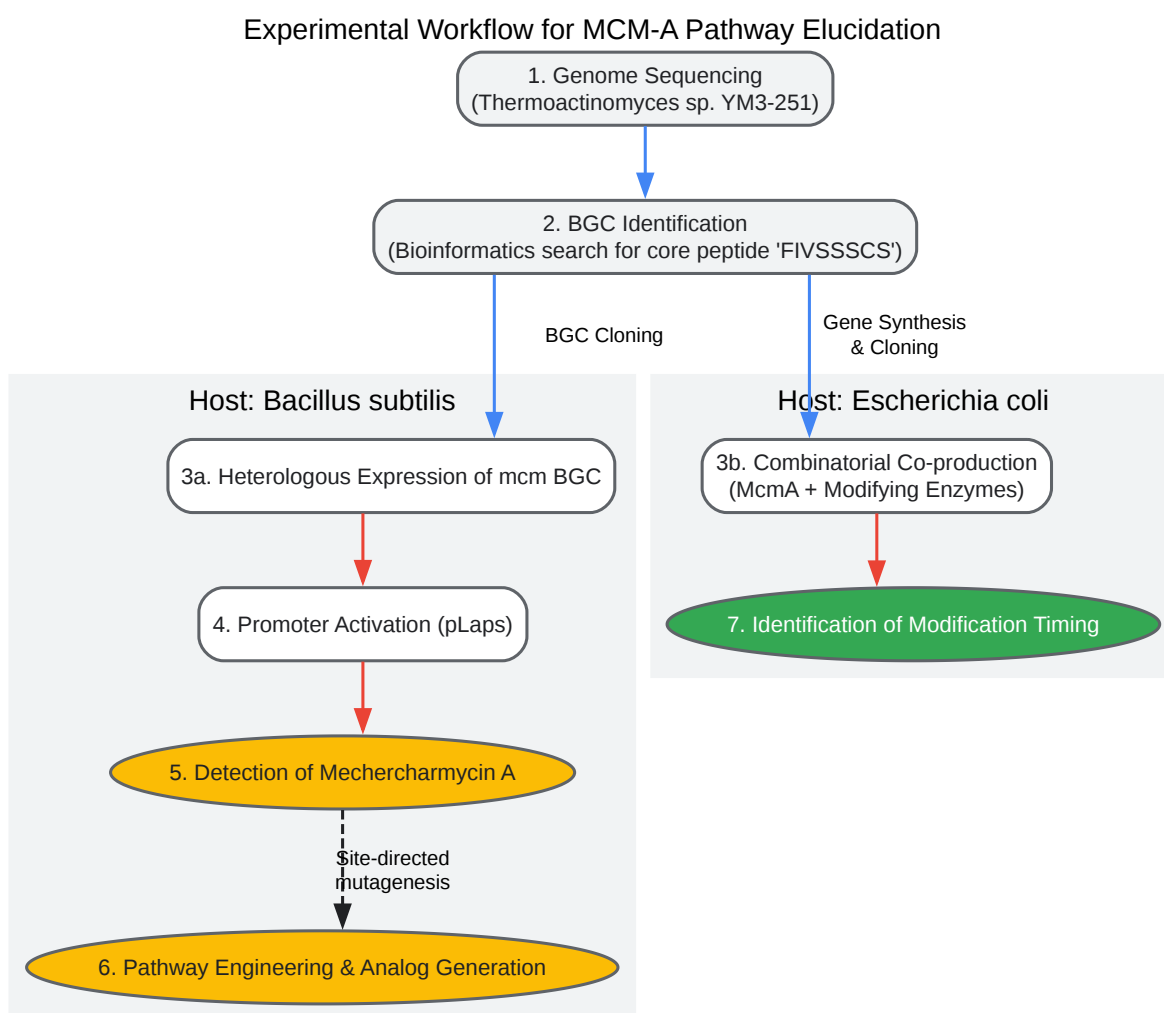 Experimental Workflow for MCM-A Pathway Elucidation
1. Genome Sequencing
(Thermoactinomyces sp. YM3-251)
2. BGC Identification
(Bioinformatics search for core peptide 'FIVSSSCS')
BGC Cloning
Gene Synthesis
& Cloning
Host: Bacillus subtilis
Host: Escherichia coli
3a. Heterologous Expression of mcm BGC
3b. Combinatorial Co-production
(McmA + Modifying Enzymes)
4. Promoter Activation (pLaps)
7. Identification of Modification Timing
5. Detection of Mechercharmycin A
Site-directed
mutagenesis
6. Pathway Engineering & Analog Generation